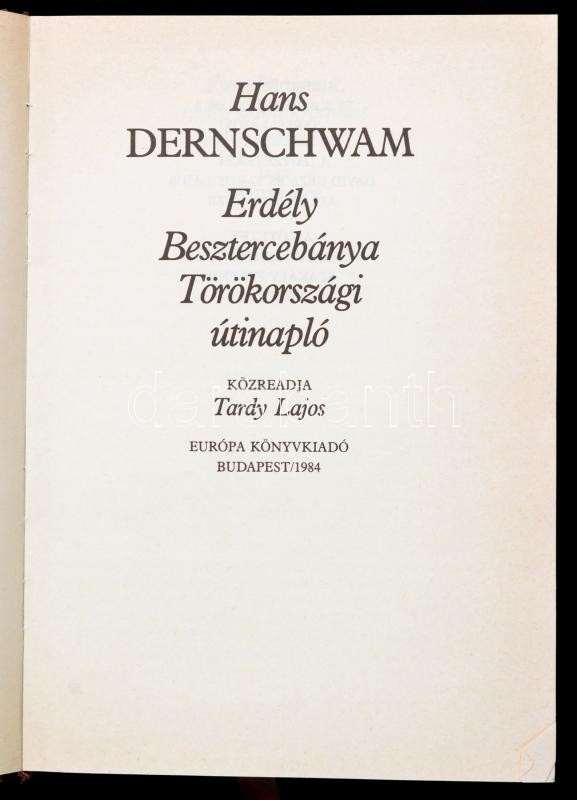 Hans
DERNSCHWAM
Erdély
Besztercebánya
Törökországi
útinapló
KÖZREADJA
Tardy Lajos
EURÓPA KÖNYVKIADÓ
BUDAPEST/1984